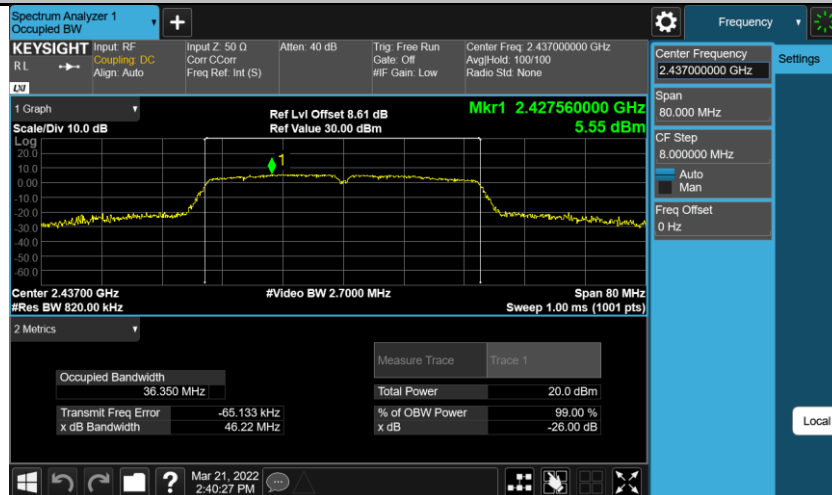 Spectrum Analyzer 1
Occupied BW
Frequency
KEYSIGHT
Input: RF
Coupling: DC
Align: Auto
Input Z: 50 Ω
Corr CCorr
Freq Ref: Int (S)
Atten: 40 dB
Trig: Free Run
Gate: Off
#IF Gain: Low
Center Freq: 2.437000000 GHz
Avg|Hold: 100/100
Radio Std: None
R L
LXI
Center Frequency
2.437000000 GHz
Settings
Span
80.000 MHz
CF Step
8.000000 MHz
Auto
Man
Freq Offset
0 Hz
Local
1 Graph
Scale/Div 10.0 dB
Ref Lvl Offset 8.61 dB
Ref Value 30.00 dBm
Mkr1 2.427560000 GHz
5.55 dBm
Log
20.0
10.0
0.00
-10.0
-20.0
-30.0
-40.0
-50.0
-60.0
1
Center 2.43700 GHz
#Res BW 820.00 kHz
#Video BW 2.7000 MHz
Span 80 MHz
Sweep 1.00 ms (1001 pts)
2 Metrics
Measure Trace
Trace 1
Occupied Bandwidth
36.350 MHz
Total Power
20.0 dBm
Transmit Freq Error
-65.133 kHz
% of OBW Power
99.00 %
x dB Bandwidth
46.22 MHz
x dB
-26.00 dB
?
Mar 21, 2022
2:40:27 PM